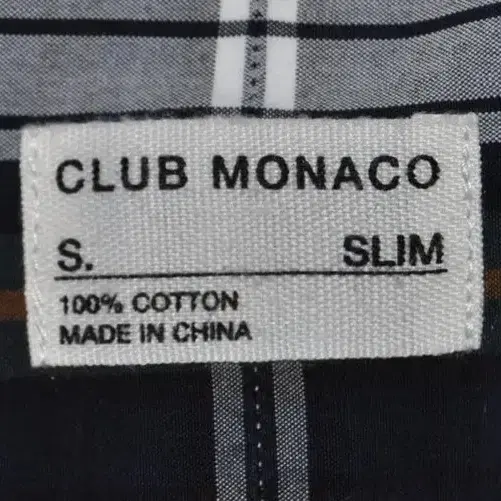 CLUB MONACO
S. SLIM
100% COTTON
MADE IN CHINA